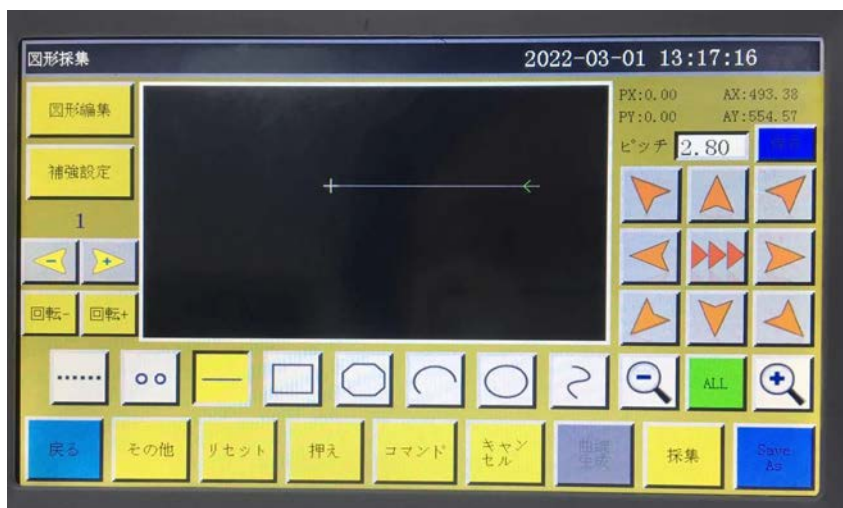 図形採集
2022-03-01 13:17:16
図形編集
補強設定
1
回転-
回転+
PX:0.00 AX:493.38
PY:0.00 AY:554.57
ピッチ 2.80
ALL
戻る
その他
リセット
押え
コマンド
キャン
セル
生成
採集
Save
As